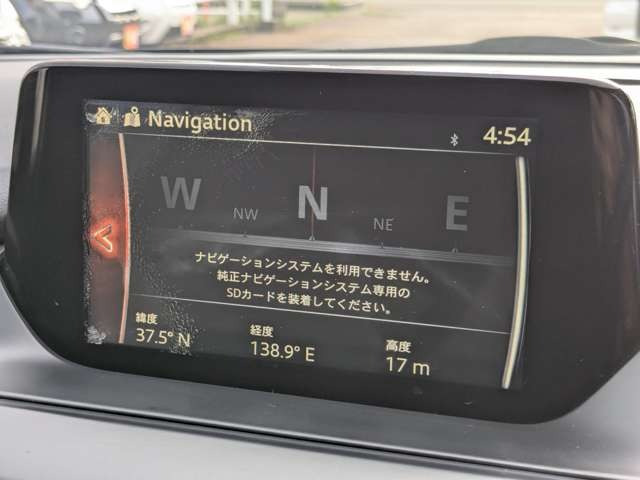 Navigation
4:54
W NW N NE E
ナビゲーションシステムを利用できません。
純正ナビゲーションシステム専用の
SDカードを装着してください。
緯度 経度 高度
37.5° N 138.9° E 17 m